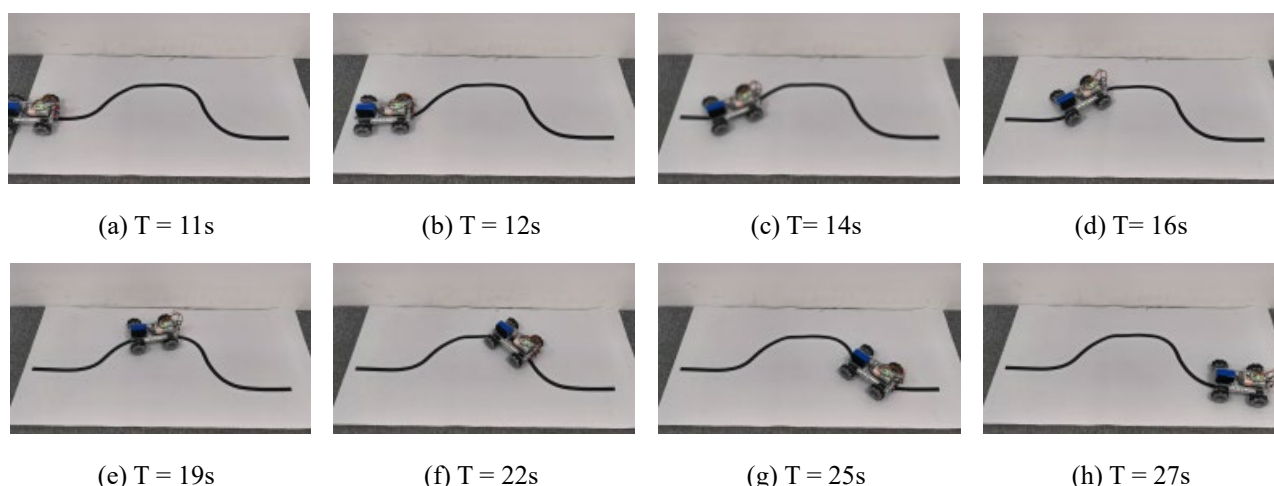 (a) T = 11s
(b) T = 12s
(c) T= 14s
(d) T= 16s
(e) T = 19s
(f) T = 22s
(g) T = 25s
(h) T = 27s